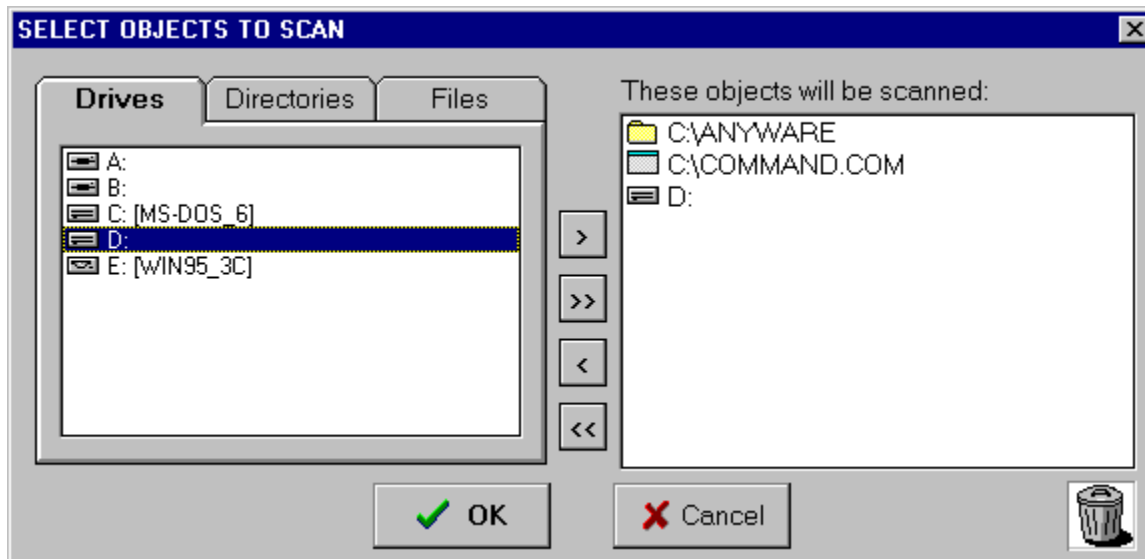 SELECT OBJECTS TO SCAN
Drives
Directories
Files
A:
B:
C: [MS-DOS_6]
D:
E: [WIN95_3C]
>
>>
<
<<
These objects will be scanned:
C:\ANYWARE
C:\COMMAND.COM
D:
OK
Cancel